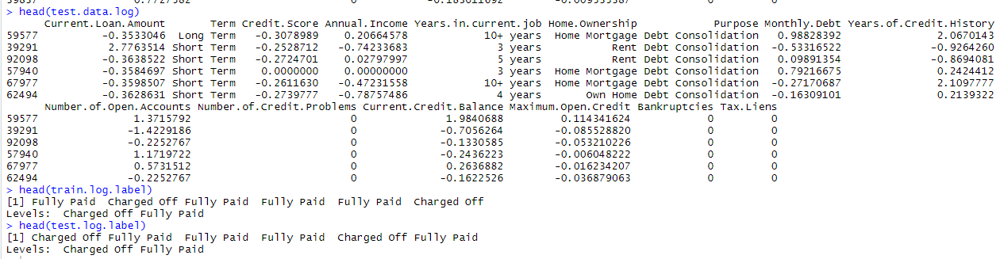 > head(test.data.log)
      Current.Loan.Amount       Term Credit.Score Annual.Income Years.in.current.job Home.Ownership            Purpose Monthly.Debt Years.of.Credit.History
59577          -0.3533046  Long Term   -0.3078989    0.20664578            10+ years  Home Mortgage Debt Consolidation   0.98828392               2.0670143
39291           2.7763514 Short Term   -0.2528712   -0.74233683              3 years           Rent Debt Consolidation  -0.53316522              -0.9264260
92098          -0.3638522 Short Term   -0.2724701    0.02797997              5 years           Rent Debt Consolidation   0.09891354              -0.8694081
57940          -0.3584697 Short Term    0.0000000    0.00000000              3 years  Home Mortgage Debt Consolidation   0.79216675               0.2424412
67977          -0.3598507 Short Term   -0.2611630   -0.47231558            10+ years  Home Mortgage Debt Consolidation  -0.27170687               2.1097777
62494          -0.3628631 Short Term   -0.2739777   -0.78757486              4 years       Own Home Debt Consolidation  -0.16309101               0.2139322
      Number.of.Open.Accounts Number.of.Credit.Problems Current.Credit.Balance Maximum.Open.Credit Bankruptcies Tax.Liens
59577               1.3715792                         0              1.9840688         0.114341624            0         0
39291              -1.4229186                         0             -0.7056264        -0.085528820            0         0
92098              -0.2252767                         0             -0.1330585        -0.053210226            0         0
57940               1.1719722                         0             -0.2436223        -0.006048222            0         0
67977               0.5731512                         0              0.2636882        -0.016234207            0         0
62494              -0.2252767                         0             -0.1622526        -0.036879063            0         0
> head(train.log.label)
[1] Fully Paid  Charged Off Fully Paid  Fully Paid  Fully Paid  Charged Off
Levels:  Charged Off Fully Paid
> head(test.log.label)
[1] Charged Off Fully Paid  Fully Paid  Fully Paid  Charged Off Fully Paid
Levels:  Charged Off Fully Paid